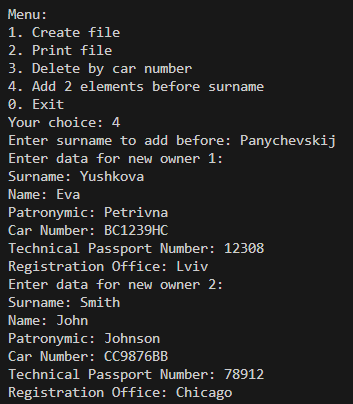 Menu:
1. Create file
2. Print file
3. Delete by car number
4. Add 2 elements before surname
0. Exit
Your choice: 4
Enter surname to add before: Panychevskij
Enter data for new owner 1:
Surname: Yushkova
Name: Eva
Patronymic: Petrivna
Car Number: BC1239HC
Technical Passport Number: 12308
Registration Office: Lviv
Enter data for new owner 2:
Surname: Smith
Name: John
Patronymic: Johnson
Car Number: CC9876BB
Technical Passport Number: 78912
Registration Office: Chicago